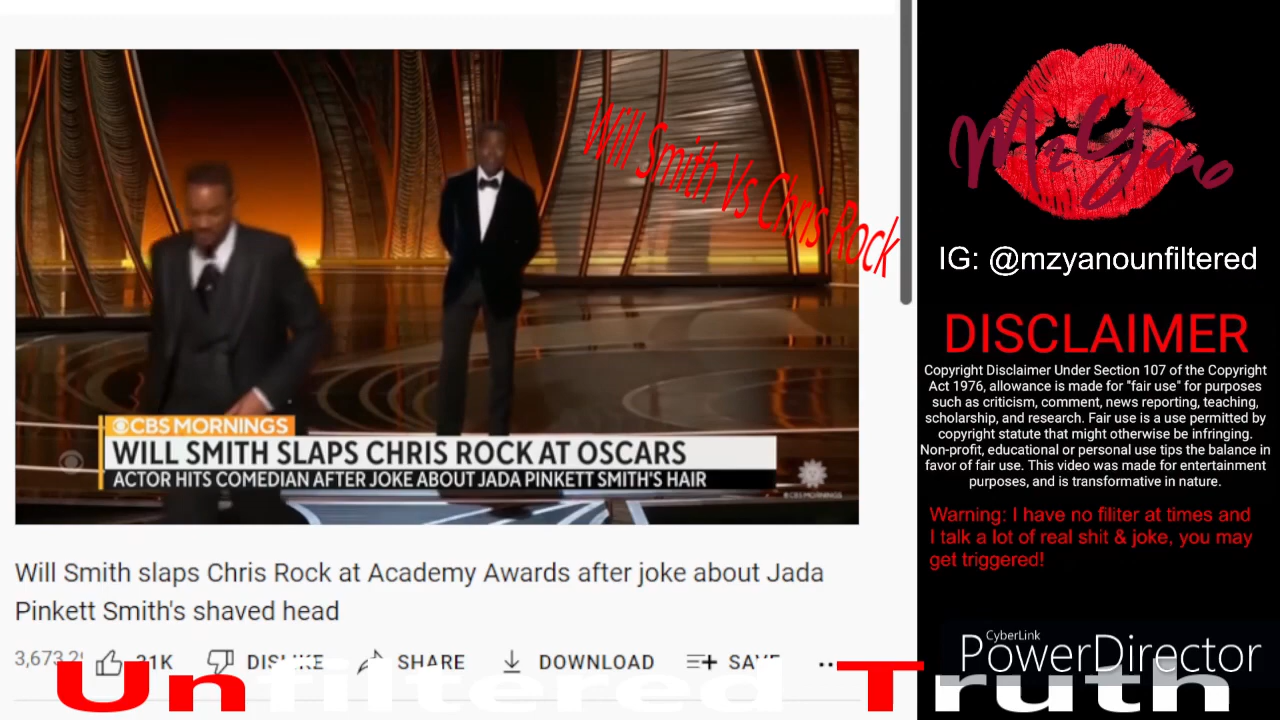 Will Smith Vs Chris Rock
CBS MORNINGS
WILL SMITH SLAPS CHRIS ROCK AT OSCARS
ACTOR HITS COMEDIAN AFTER JOKE ABOUT JADA PINKETT SMITH'S HAIR
CBS MORNINGS
Will Smith slaps Chris Rock at Academy Awards after joke about Jada
Pinkett Smith's shaved head
DISLIKE SHARE DOWNLOAD SAVE
Unfiltered Truth
MzYano
IG: @mzyanounfiltered
DISCLAIMER
Copyright Disclaimer Under Section 107 of the Copyright
Act 1976, allowance is made for "fair use" for purposes
such as criticism, comment, news reporting, teaching,
scholarship, and research. Fair use is a use permitted by
copyright statute that might otherwise be infringing.
Non-profit, educational or personal use tips the balance in
favor of fair use. This video was made for entertainment
purposes, and is transformative in nature.
Warning: I have no filiter at times and
I talk a lot of real shit & joke, you may
get triggered!
CyberLink
PowerDirector